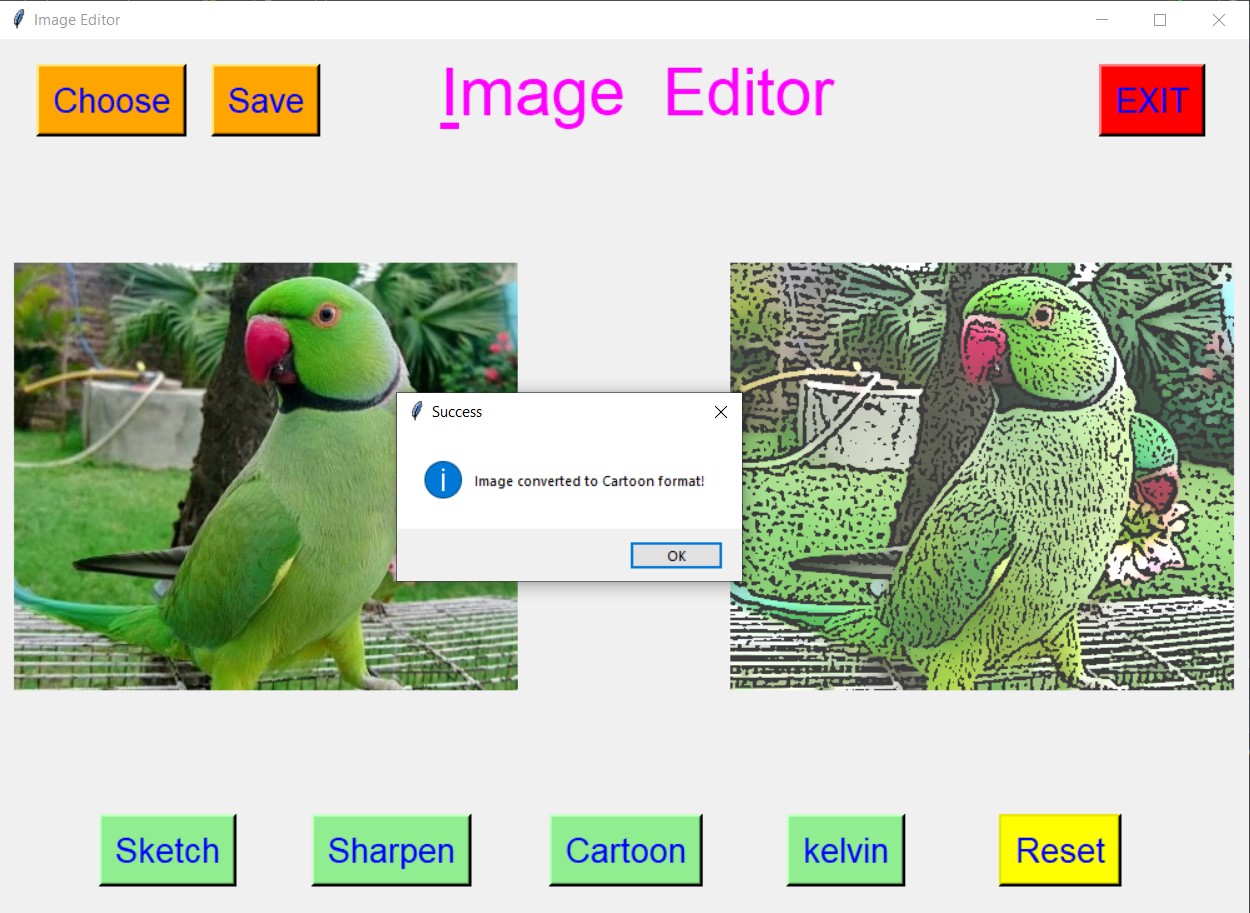 Image Editor
Choose Save Image Editor EXIT
Success
Image converted to Cartoon format!
OK
Sketch Sharpen Cartoon kelvin Reset